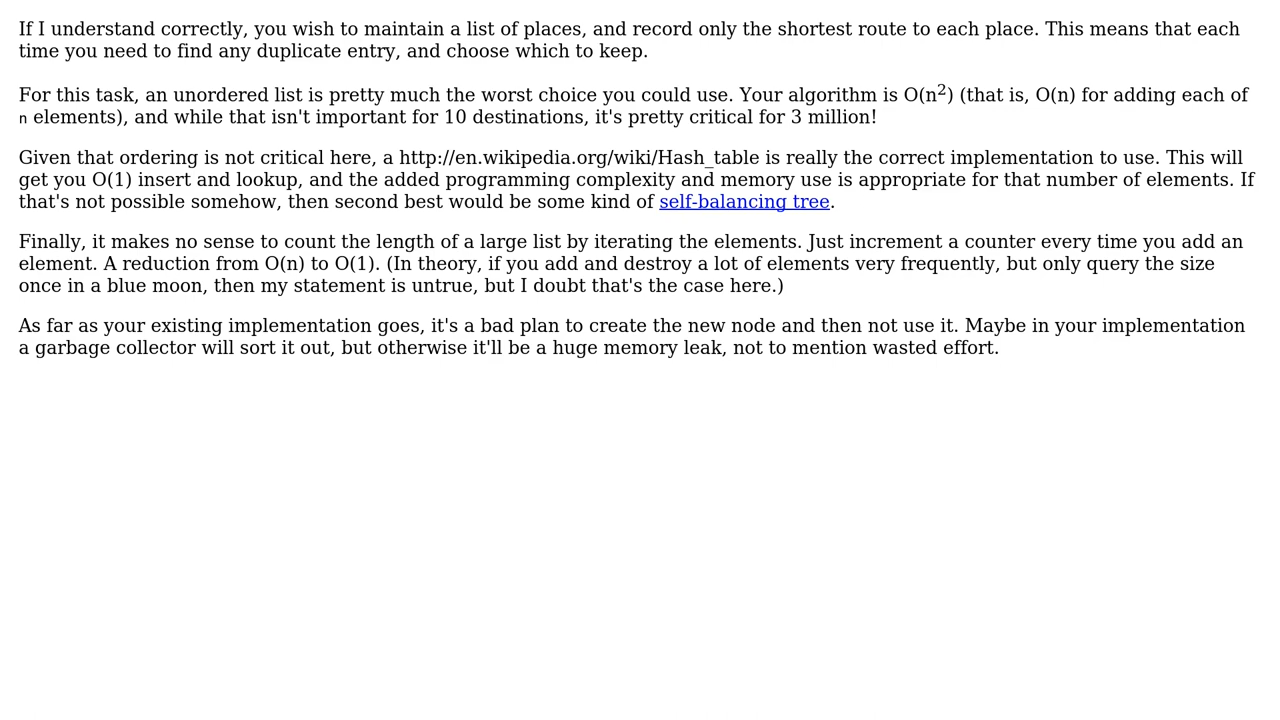 If I understand correctly, you wish to maintain a list of places, and record only the shortest route to each place. This means that each
time you need to find any duplicate entry, and choose which to keep.
For this task, an unordered list is pretty much the worst choice you could use. Your algorithm is O(n²) (that is, O(n) for adding each of
n elements), and while that isn't important for 10 destinations, it's pretty critical for 3 million!
Given that ordering is not critical here, a http://en.wikipedia.org/wiki/Hash_table is really the correct implementation to use. This will
get you O(1) insert and lookup, and the added programming complexity and memory use is appropriate for that number of elements. If
that's not possible somehow, then second best would be some kind of self-balancing tree.
Finally, it makes no sense to count the length of a large list by iterating the elements. Just increment a counter every time you add an
element. A reduction from O(n) to O(1). (In theory, if you add and destroy a lot of elements very frequently, but only query the size
once in a blue moon, then my statement is untrue, but I doubt that's the case here.)
As far as your existing implementation goes, it's a bad plan to create the new node and then not use it. Maybe in your implementation
a garbage collector will sort it out, but otherwise it'll be a huge memory leak, not to mention wasted effort.